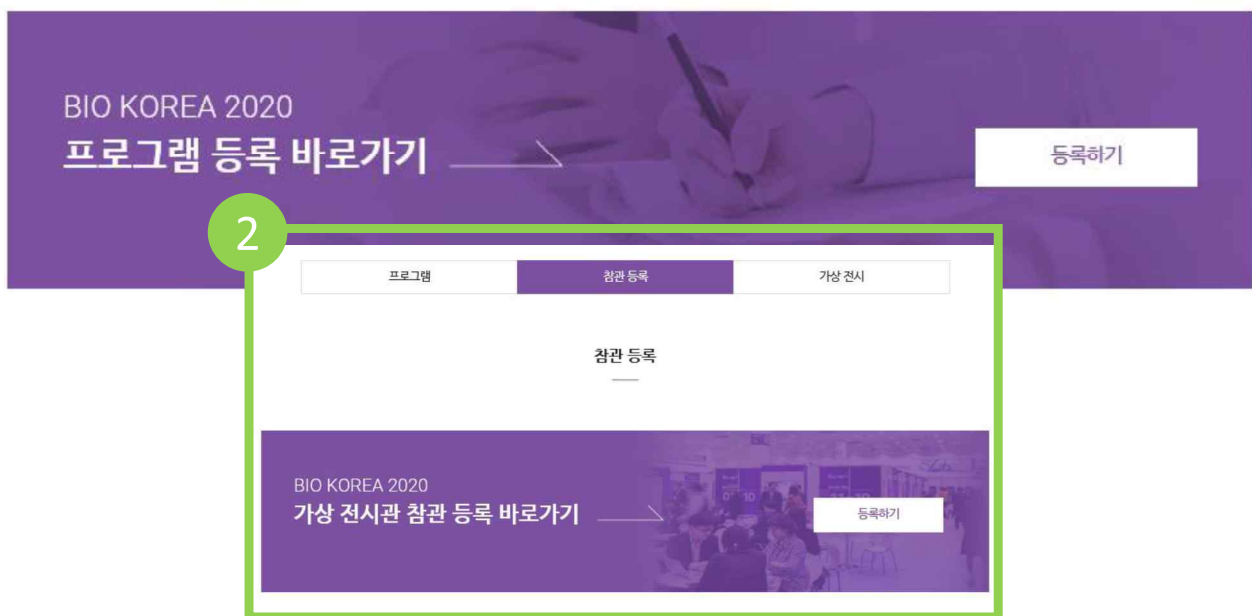 BIO KOREA 2020
프로그램 등록 바로가기
등록하기
2
프로그램
참관 등록
가상 전시
참관 등록
BIO KOREA 2020
가상 전시관 참관 등록 바로가기
등록하기